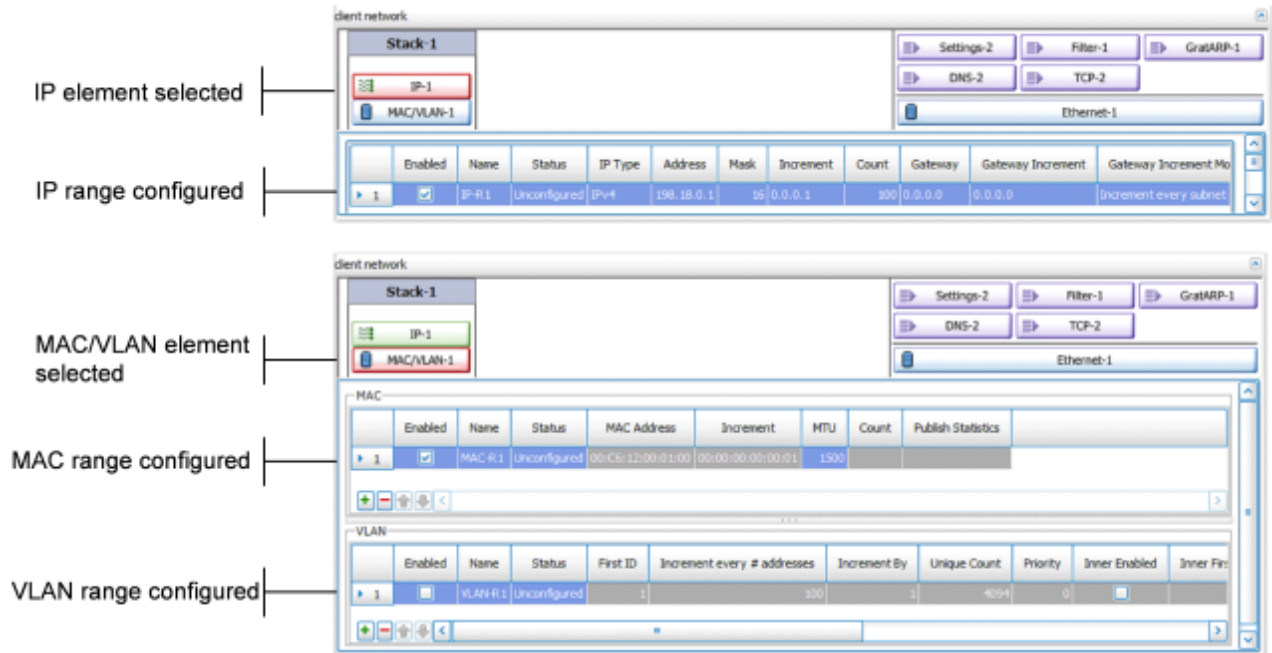 client network
Stack-1
Settings-2 Filter-1 GratARP-1
IP element selected
IP-1
DNS-2 TCP-2
MAC/VLAN-1
Ethernet-1
Enabled Name Status IP Type Address Mask Increment Count Gateway Gateway Increment Gateway Increment Mo
IP range configured
1 IP-R1 Unconfigured IPv4 198.18.0.1 16 0.0.0.1 100 0.0.0.0 0.0.0.0 Increment every subnet
client network
Stack-1
Settings-2 Filter-1 GratARP-1
IP-1
DNS-2 TCP-2
MAC/VLAN element
selected
MAC/VLAN-1
Ethernet-1
MAC
Enabled Name Status MAC Address Increment MTU Count Publish Statistics
MAC range configured
1 MAC-R1 Unconfigured 00:C6:12:00:01:00 00:00:00:00:00:01 1500
VLAN
Enabled Name Status First ID Increment every # addresses Increment By Unique Count Priority Inner Enabled Inner Firs
VLAN range configured
1 VLAN-R1 Unconfigured 1 100 1 4094 0